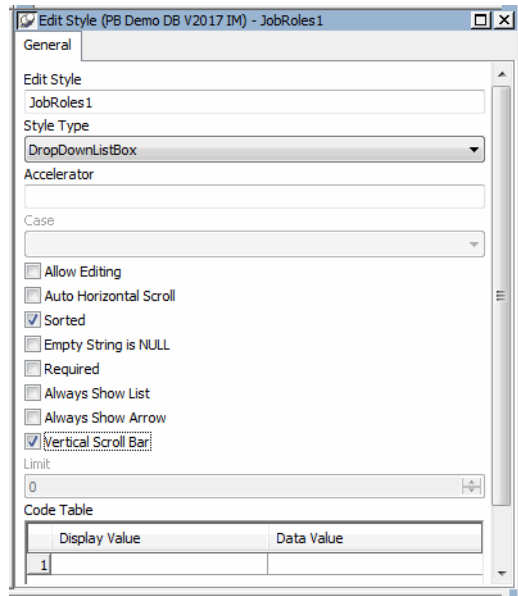 Edit Style (PB Demo DB V2017 IM) - JobRoles1
General
Edit Style
JobRoles1
Style Type
DropDownListBox
Accelerator
Case
Allow Editing
Auto Horizontal Scroll
Sorted
Empty String is NULL
Required
Always Show List
Always Show Arrow
Vertical Scroll Bar
Limit
0
Code Table
Display Value Data Value
1